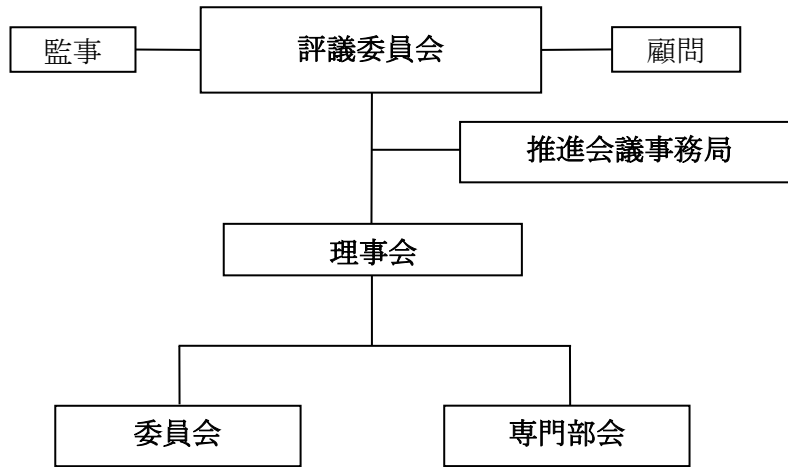 監事
評議委員会
顧問
推進会議事務局
理事会
委員会
専門部会